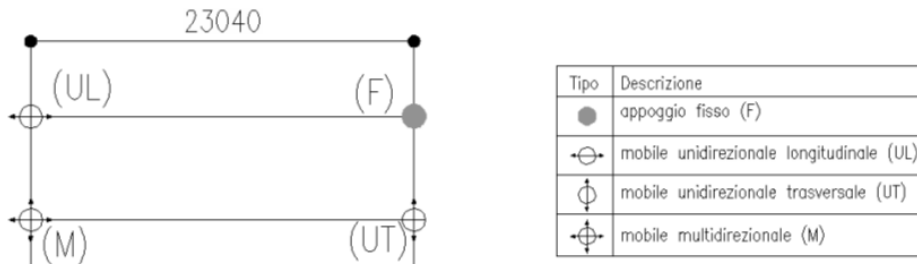 23040
(UL)
(F)
(M)
(UT)
Tipo Descrizione
appoggio fisso (F)
mobile unidirezionale longitudinale (UL)
mobile unidirezionale trasversale (UT)
mobile multidirezionale (M)